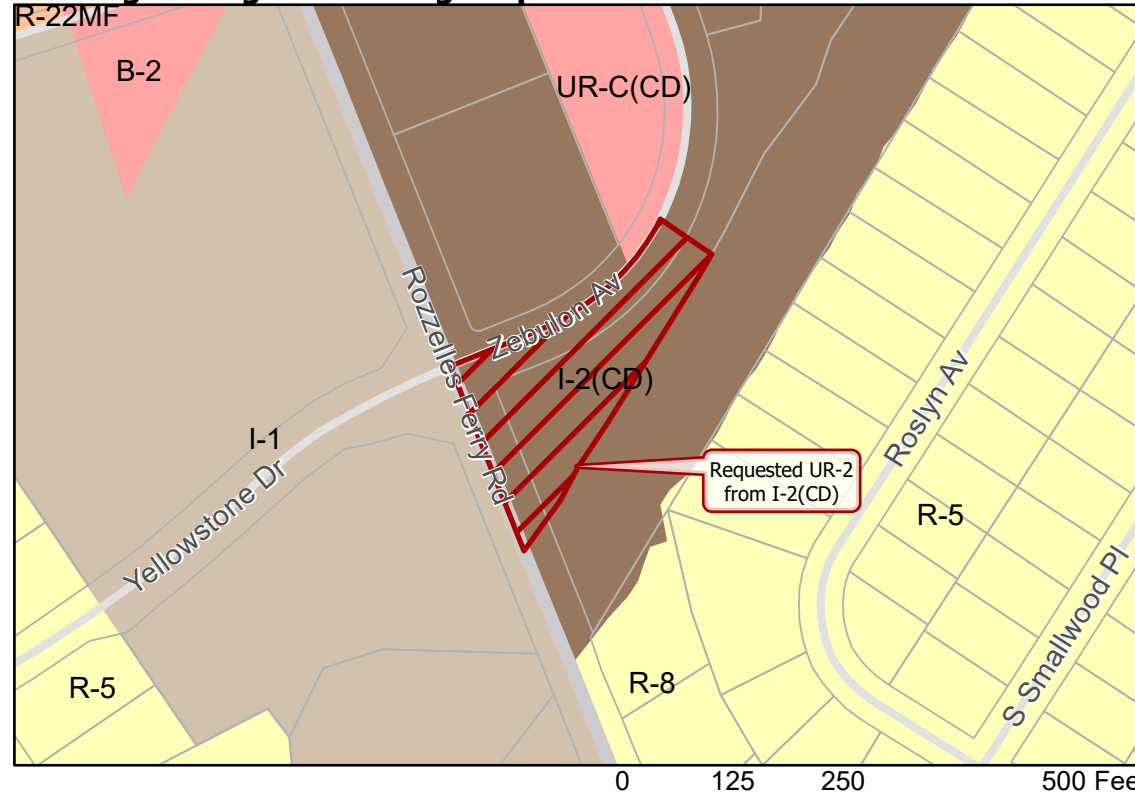 R-22MF
B-2
UR-C(CD)
Rozzelles Ferry Rd
Zebulon Av
I-2(CD)
I-1
Yellowstone Dr
Requested UR-2
from I-2(CD)
Roslyn Av
R-5
S Smallwood Pl
R-5
R-8
0 125 250 500 Fee